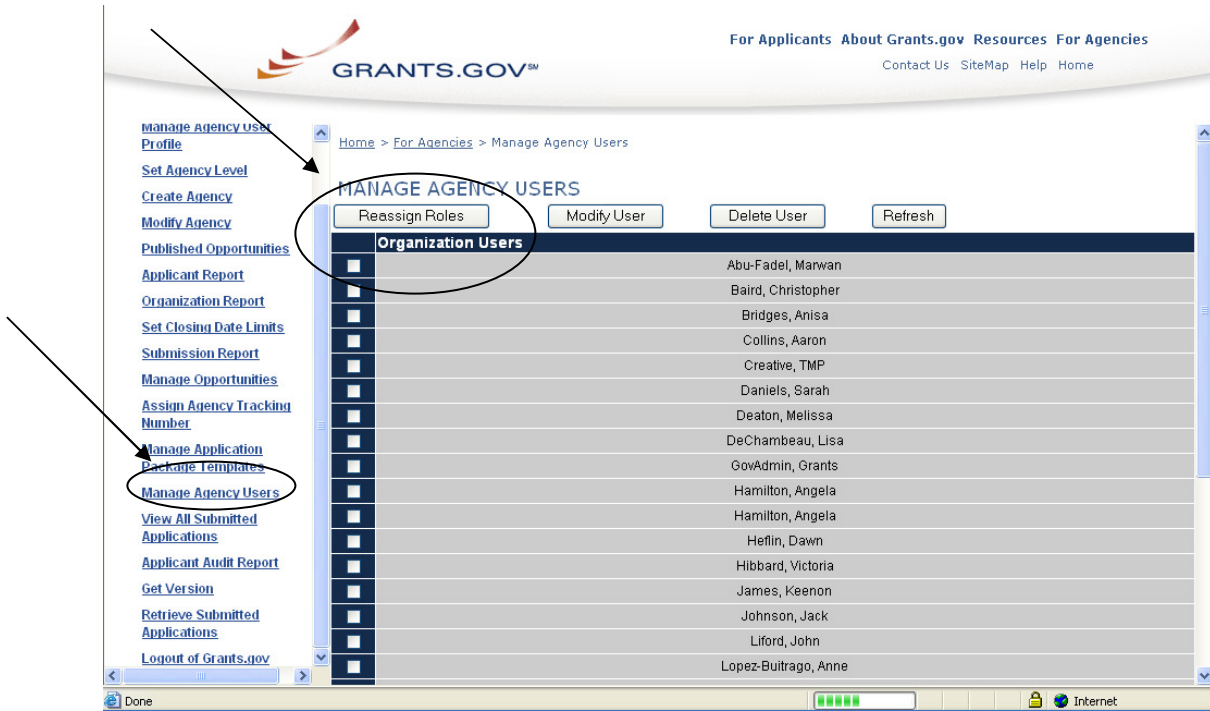 For Applicants About Grants.gov Resources For Agencies
GRANTS.GOV℠
Contact Us SiteMap Help Home
Manage Agency User
Profile
Set Agency Level
Create Agency
Modify Agency
Published Opportunities
Applicant Report
Organization Report
Set Closing Date Limits
Submission Report
Manage Opportunities
Assign Agency Tracking
Number
Manage Application
Package Templates
Manage Agency Users
View All Submitted
Applications
Applicant Audit Report
Get Version
Retrieve Submitted
Applications
Logout of Grants.gov
Home > For Agencies > Manage Agency Users
MANAGE AGENCY USERS
Reassign Roles Modify User Delete User Refresh
Organization Users
Abu-Fadel, Marwan
Baird, Christopher
Bridges, Anisa
Collins, Aaron
Creative, TMP
Daniels, Sarah
Deaton, Melissa
DeChambeau, Lisa
GovAdmin, Grants
Hamilton, Angela
Hamilton, Angela
Heflin, Dawn
Hibbard, Victoria
James, Keenon
Johnson, Jack
Liford, John
Lopez-Buitrago, Anne
Done Internet